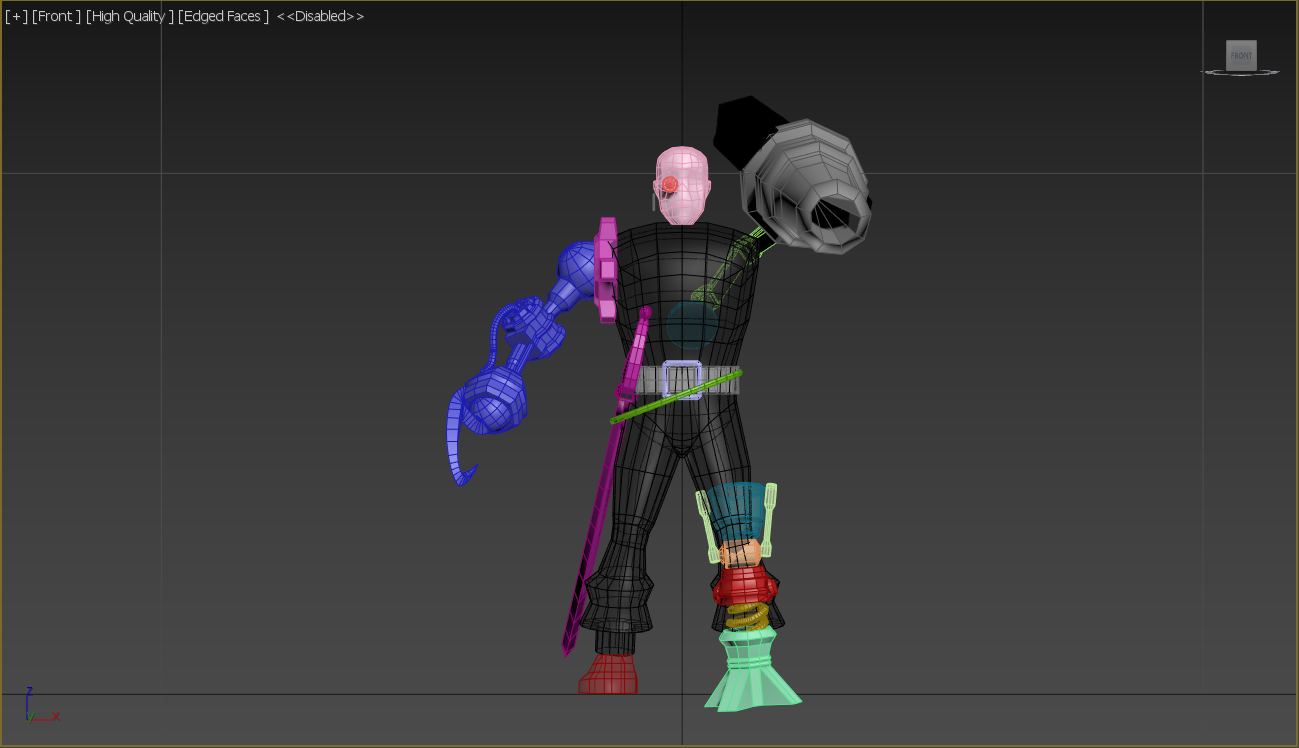 [+] [Front ] [High Quality ] [Edged Faces ] <<Disabled>>
FRONT
z
y
x